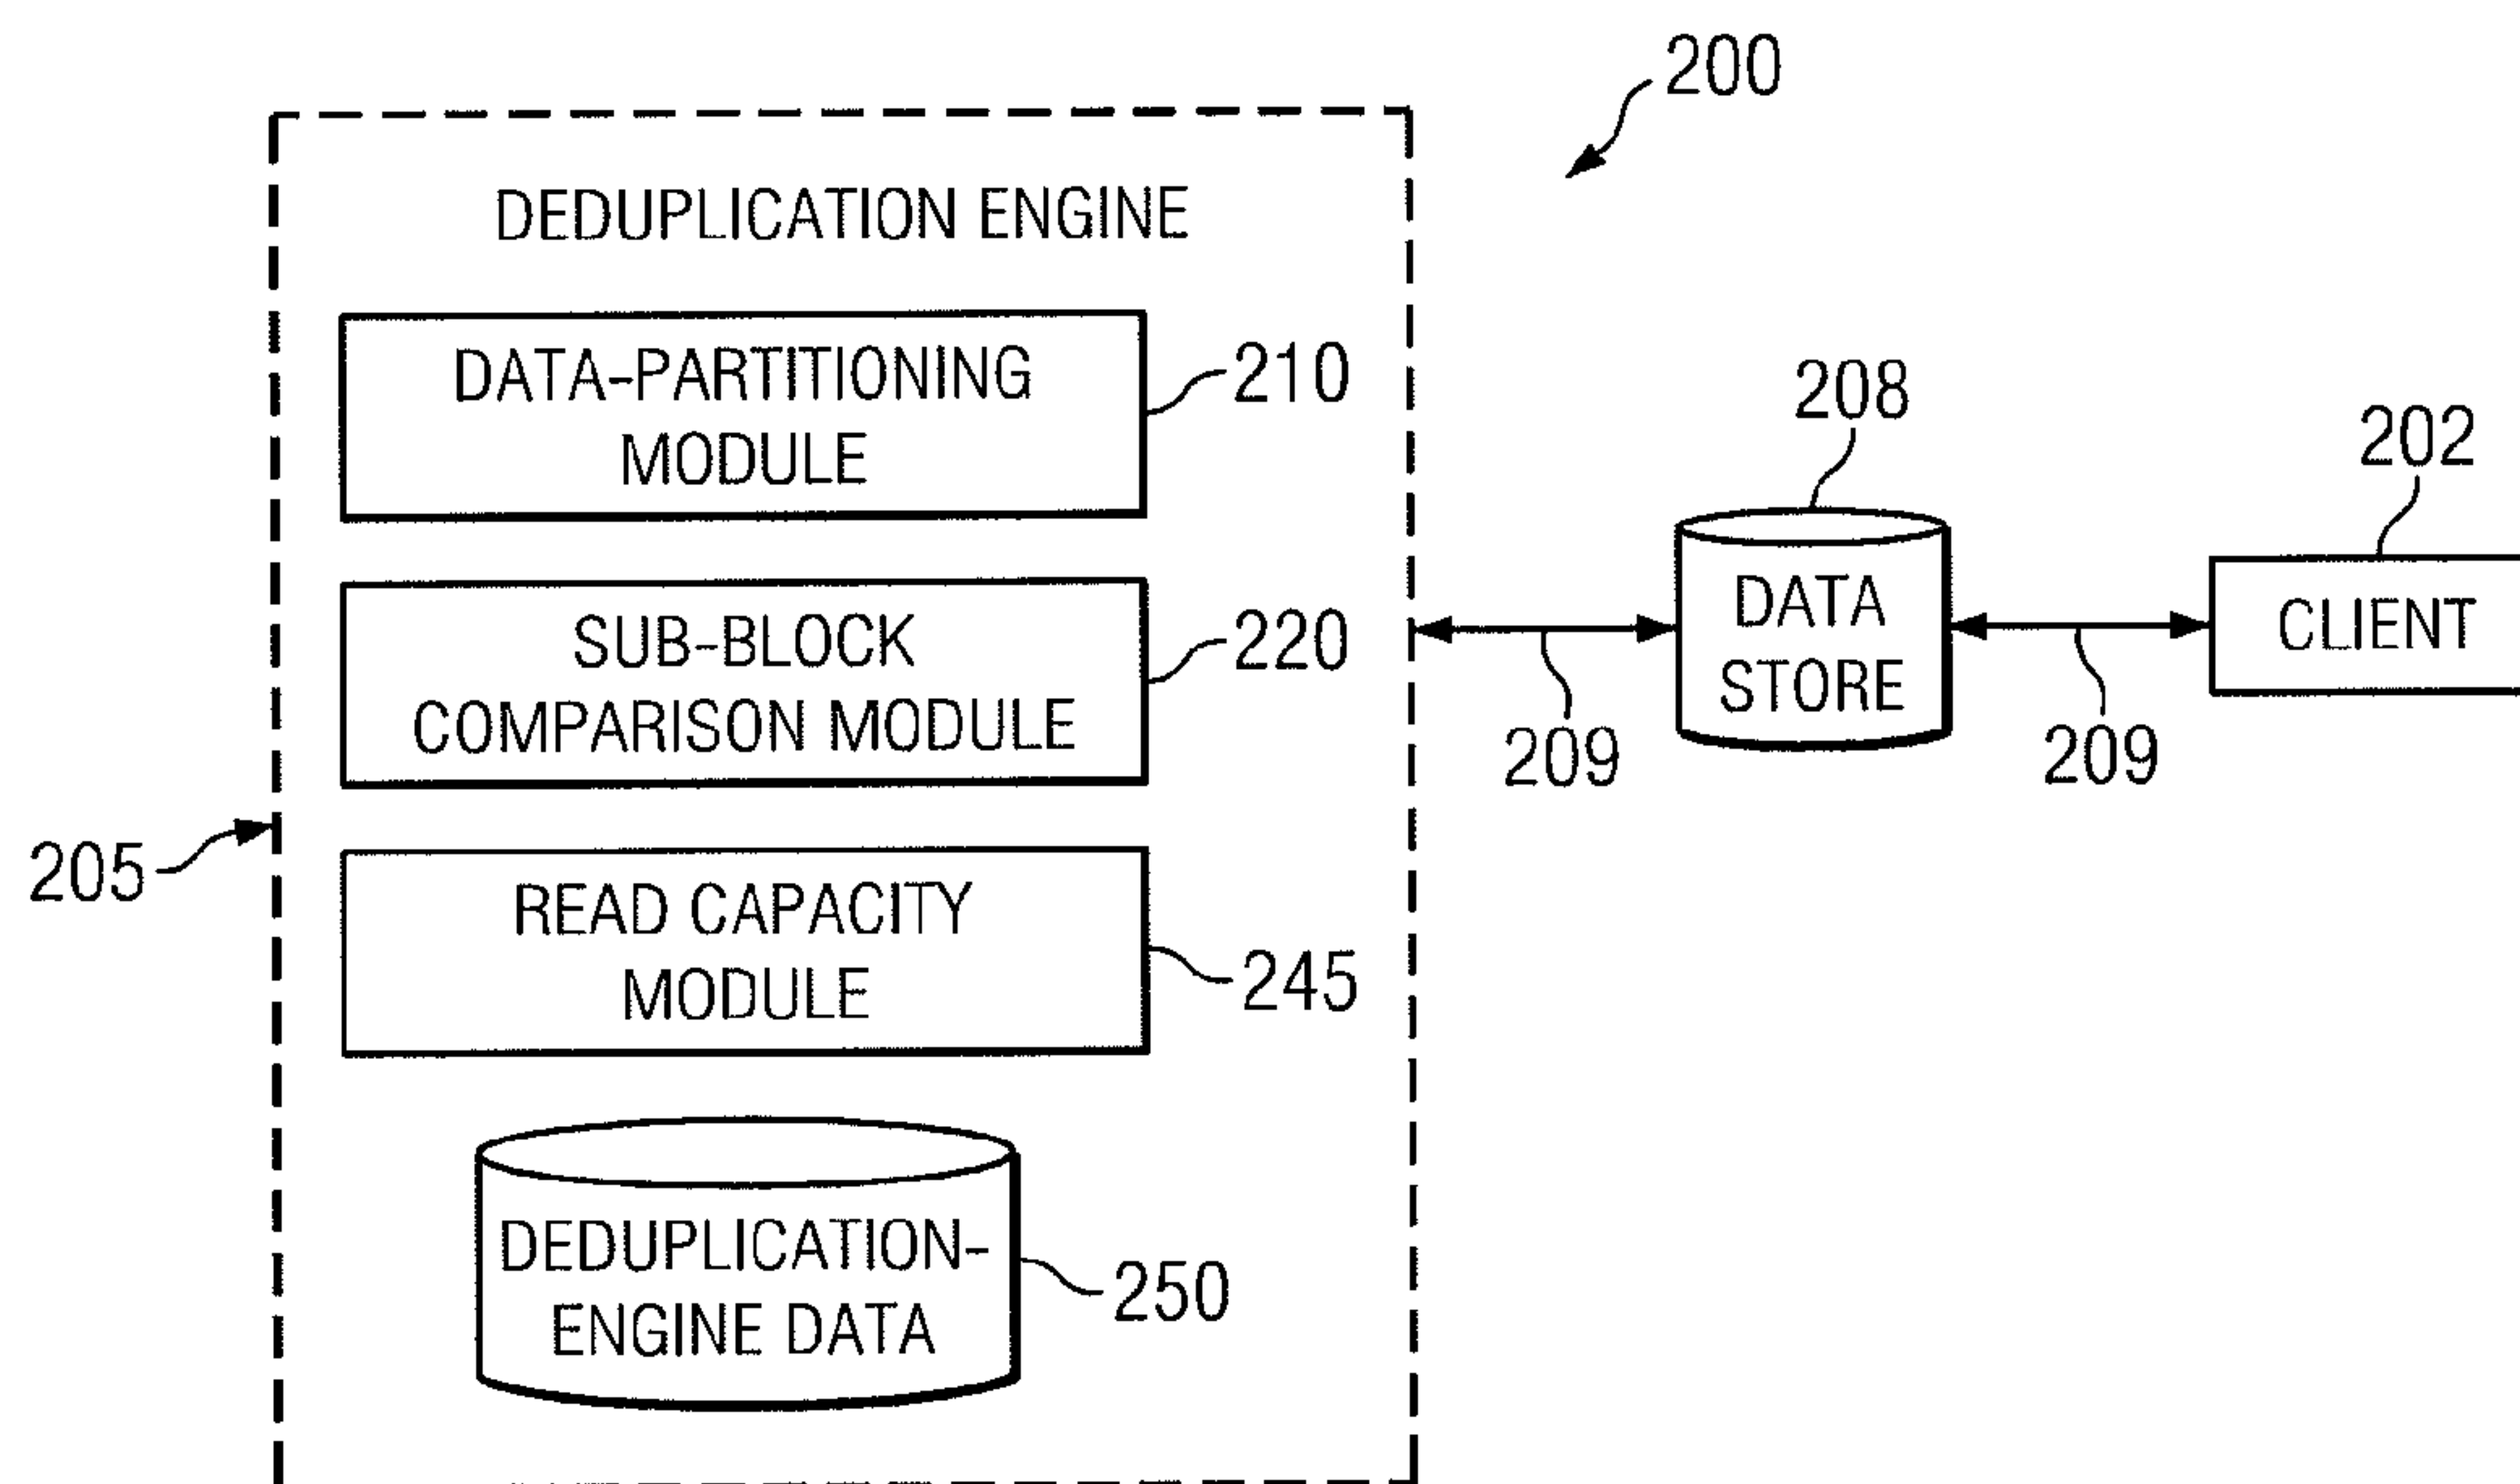 200
DEDUPLICATION ENGINE
DATA-PARTITIONING
MODULE
210
SUB-BLOCK
COMPARISON MODULE
220
205
READ CAPACITY
MODULE
245
DEDUPLICATION-
ENGINE DATA
250
208
DATA
STORE
209
209
202
CLIENT